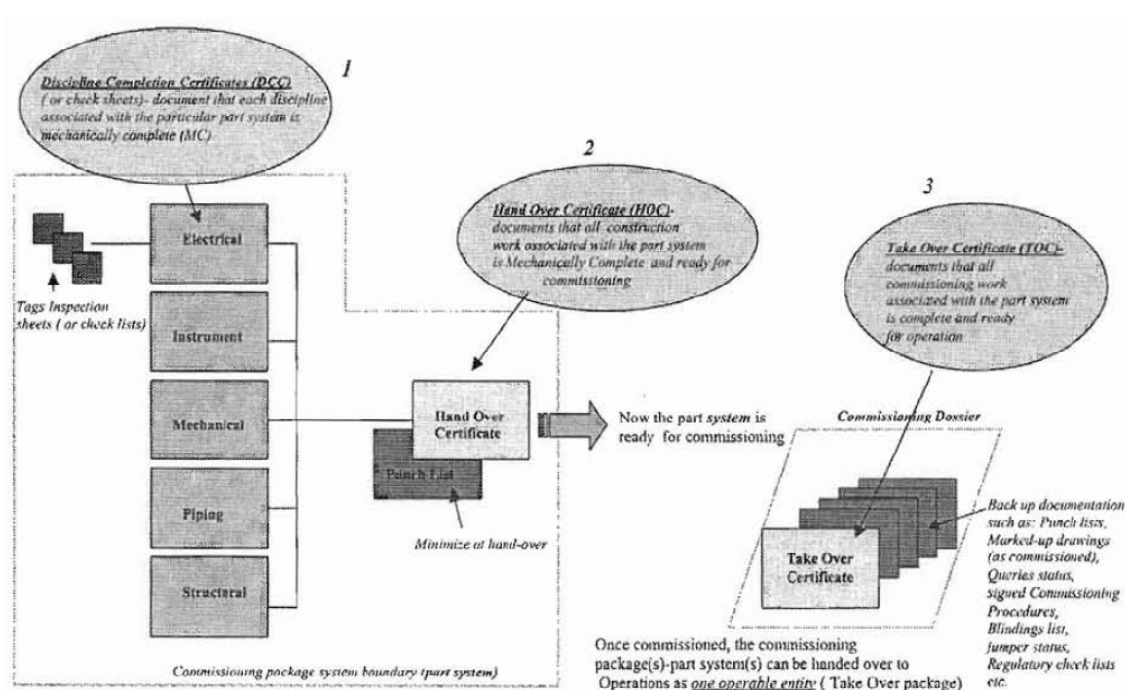 1
Discipline Completion Certificates (DCC)
( or check sheets)- document that each discipline
associated with the particular part system is
mechanically complete (MC)
2
Hand Over Certificate (HOC)-
documents that all construction
work associated with the part system
is Mechanically Complete and ready for
commissioning
3
Take Over Certificate (TOC)-
documents that all
commissioning work
associated with the part system
is complete and ready
for operation
Electrical
Tags Inspection
sheets ( or check lists)
Instrument
Mechanical
Piping
Structural
Hand Over
Certificate
Punch List
Minimize at hand-over
Now the part system is
ready for commissioning
Commissioning Dossier
Take Over
Certificate
Back up documentation
such as: Punch lists,
Marked-up drawings
(as commissioned),
Queries status,
signed Commissioning
Procedures,
Blindings list,
jumper status,
Regulatory check lists
etc.
Commissioning package system boundary (part system)
Once commissioned, the commissioning
package(s)-part system(s) can be handed over to
Operations as one operable entity ( Take Over package)